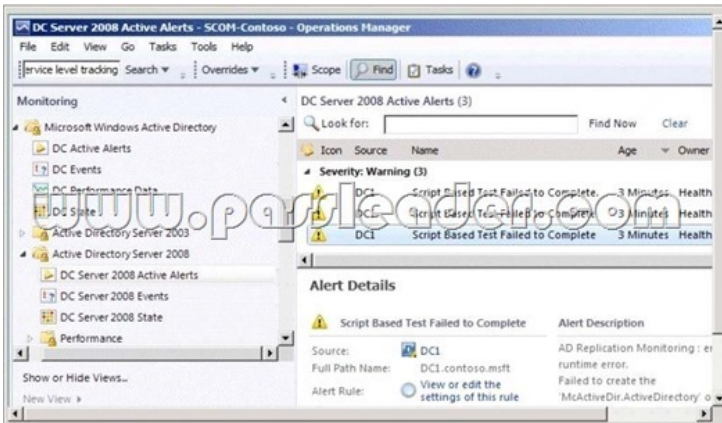 DC Server 2008 Active Alerts - SCOM-Contoso - Operations Manager
File Edit View Go Tasks Tools Help
ervice level tracking Search Overrides Scope Find Tasks
Monitoring
DC Server 2008 Active Alerts (3)
Look for: Find Now Clear
Microsoft Windows Active Directory
DC Active Alerts
DC Events
DC Performance Data
DC State
Active Directory Server 2003
Active Directory Server 2008
DC Server 2008 Active Alerts
DC Server 2008 Events
DC Server 2008 State
Performance
Show or Hide Views...
New View
Icon Source Name Age Owner
Severity: Warning (3)
DC1 Script Based Test Failed to Complete. 3 Minutes Health
DC1 Script Based Test Failed to Complete 3 Minutes Health
DC1 Script Based Test Failed to Complete 3 Minutes Health
Alert Details
Script Based Test Failed to Complete
Source: DC1
Full Path Name: DC1.contoso.msft
Alert Rule: View or edit the
settings of this rule
Alert Description
AD Replication Monitoring : er
runtime error.
Failed to create the
'McActiveDir.ActiveDirectory' o
www.passleader.com